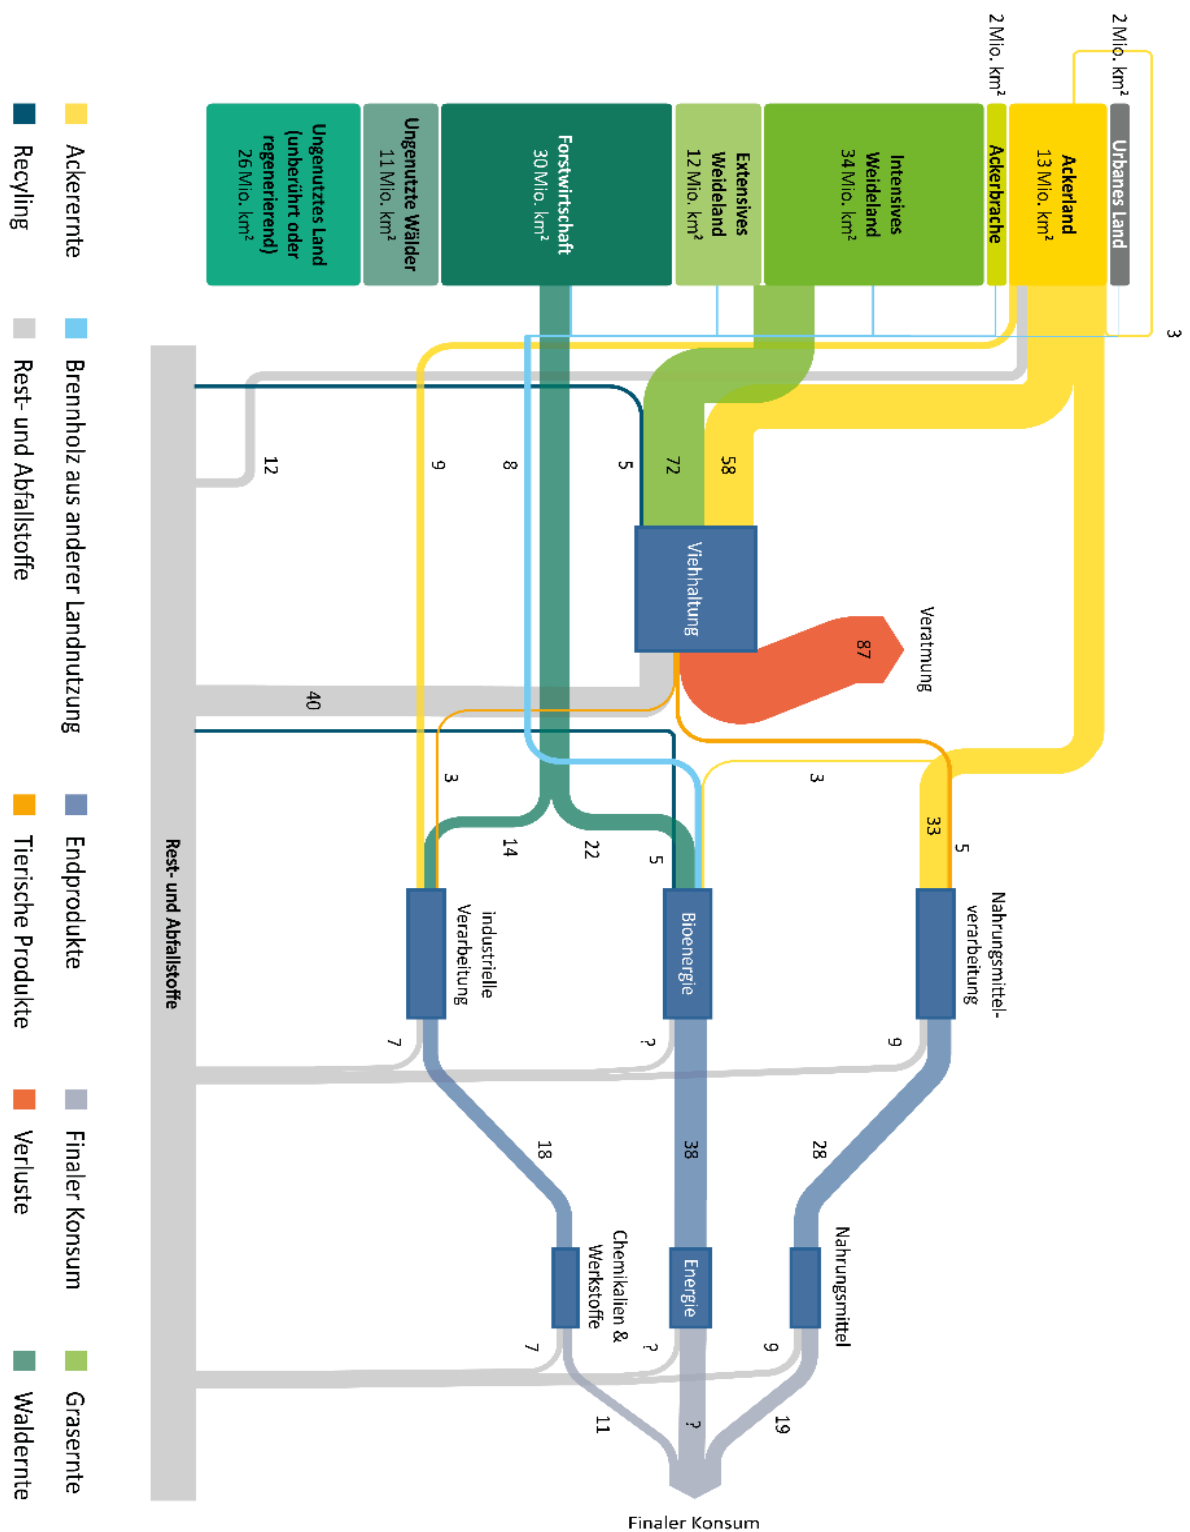 2 Mio. km²
Urbanes Land
3
Ackerland
13 Mio. km²
2 Mio. km²
Ackerbrache
Intensives
Weideland
34 Mio. km²
Extensives
Weideland
12 Mio. km²
Forstwirtschaft
30 Mio. km²
Ungenutzte Wälder
11 Mio. km²
Ungenutztes Land
(unberührt oder
regenerierend)
26 Mio. km²
58
72
5
8
9
12
Viehhaltung
Veratmung
87
40
3
33
5
3
22
5
14
Nahrungsmittel-
verarbeitung
Bioenergie
industrielle
Verarbeitung
9
?
7
28
38
18
Nahrungsmittel
Energie
Chemikalien &
Werkstoffe
9
?
7
19
?
11
Finaler Konsum
Rest- und Abfallstoffe
Ackerernte
Brennholz aus anderer Landnutzung
Endprodukte
Finaler Konsum
Grasernte
Recyling
Rest- und Abfallstoffe
Tierische Produkte
Verluste
Waldernte